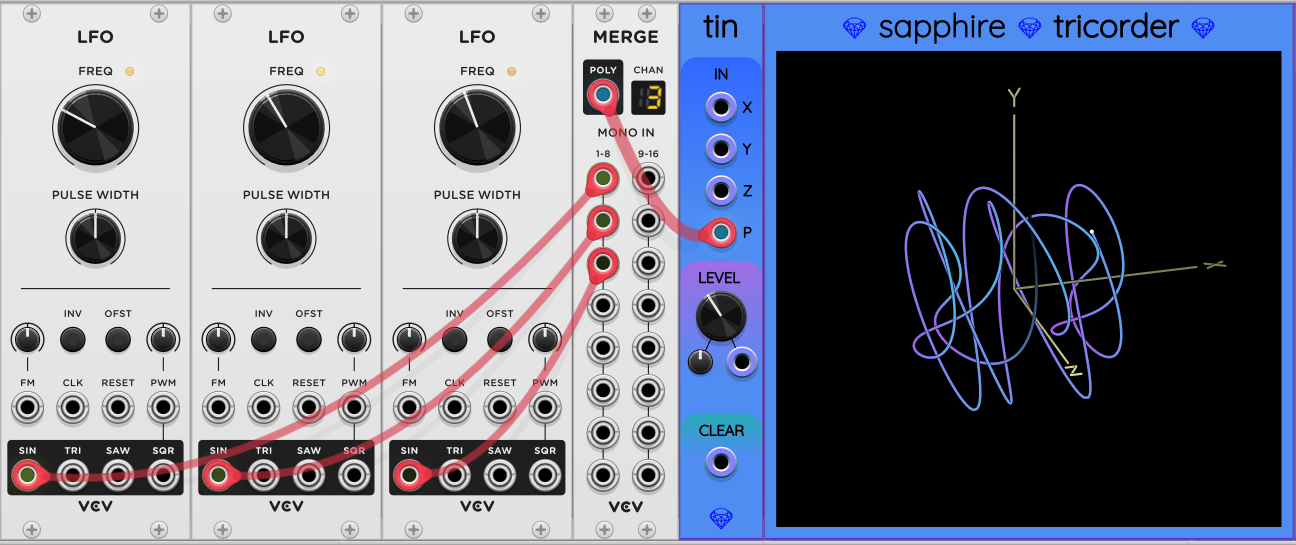 LFO
FREQ
PULSE WIDTH
INV OFST
FM CLK RESET PWM
SIN TRI SAW SQR
VCV
LFO
FREQ
PULSE WIDTH
INV OFST
FM CLK RESET PWM
SIN TRI SAW SQR
VCV
LFO
FREQ
PULSE WIDTH
INV OFST
FM CLK RESET PWM
SIN TRI SAW SQR
VCV
MERGE
POLY CHAN
3
MONO IN
1-8 9-16
VCV
tin
IN
X
Y
Z
P
LEVEL
CLEAR
sapphire tricorder
Y
X
Z